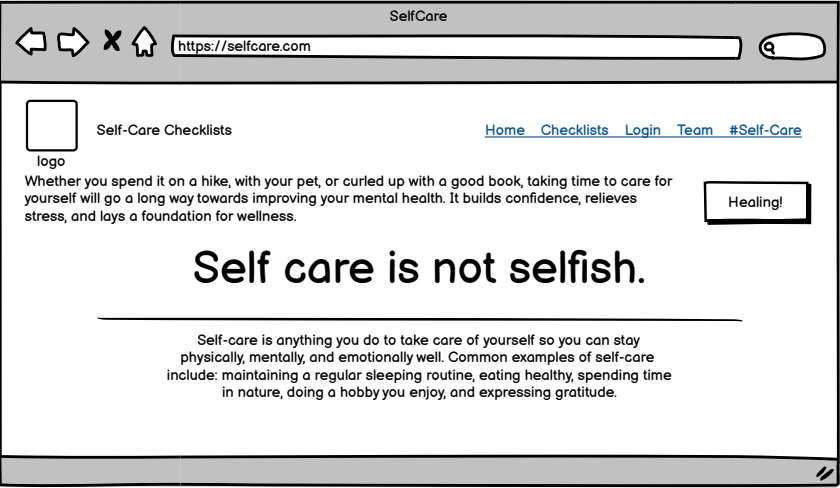 SelfCare
https://selfcare.com
Self-Care Checklists
Home Checklists Login Team #Self-Care
logo
Whether you spend it on a hike, with your pet, or curled up with a good book, taking time to care for
yourself will go a long way towards improving your mental health. It builds confidence, relieves
stress, and lays a foundation for wellness.
Healing!
Self care is not selfish.
Self-care is anything you do to take care of yourself so you can stay
physically, mentally, and emotionally well. Common examples of self-care
include: maintaining a regular sleeping routine, eating healthy, spending time
in nature, doing a hobby you enjoy, and expressing gratitude.